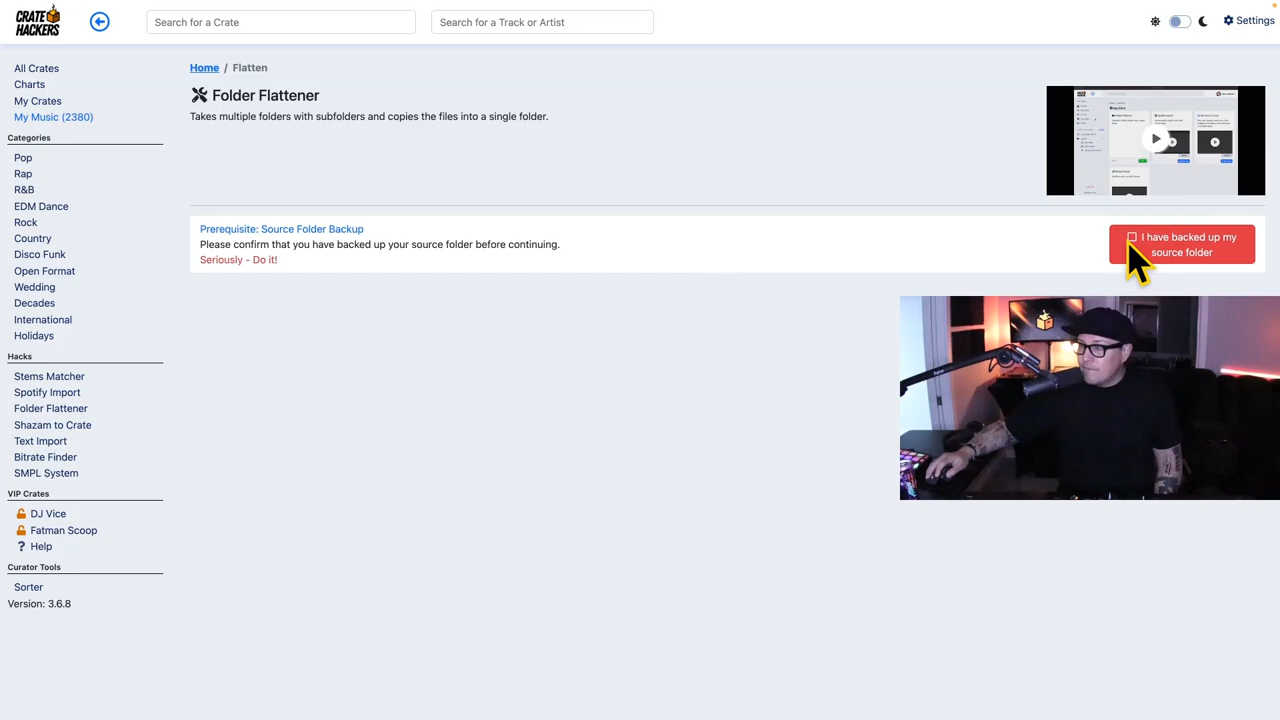 CRATE
HACKERS
Search for a Crate
Search for a Track or Artist
Settings
All Crates
Charts
My Crates
My Music (2380)
Categories
Pop
Rap
R&B
EDM Dance
Rock
Country
Disco Funk
Open Format
Wedding
Decades
International
Holidays
Hacks
Stems Matcher
Spotify Import
Folder Flattener
Shazam to Crate
Text Import
Bitrate Finder
SMPL System
VIP Crates
DJ Vice
Fatman Scoop
? Help
Curator Tools
Sorter
Version: 3.6.8
Home / Flatten
Folder Flattener
Takes multiple folders with subfolders and copies the files into a single folder.
Prerequisite: Source Folder Backup
Please confirm that you have backed up your source folder before continuing.
Seriously - Do it!
I have backed up my
source folder